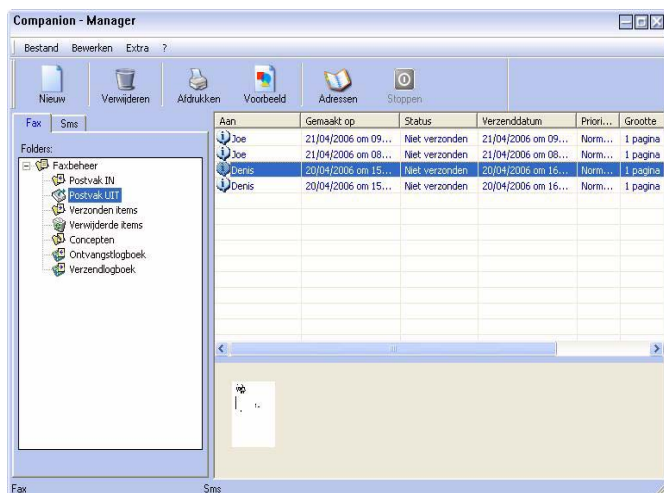 Companion - Manager
Bestand Bewerken Extra ?
Nieuw Verwijderen Afdrukken Voorbeeld Adressen Stoppen
Fax Sms
Folders:
Faxbeheer
Postvak IN
Postvak UIT
Verzonden items
Verwijderde items
Concepten
Ontvangstlogboek
Verzendlogboek
Aan Gemaakt op Status Verzenddatum Priori... Grootte
Joe 21/04/2006 om 09... Niet verzonden 21/04/2006 om 09... Norm... 1 pagina
Joe 21/04/2006 om 08... Niet verzonden 21/04/2006 om 08... Norm... 1 pagina
Denis 20/04/2006 om 15... Niet verzonden 20/04/2006 om 16... Norm... 1 pagina
Denis 20/04/2006 om 15... Niet verzonden 20/04/2006 om 16... Norm... 1 pagina
Fax Sms